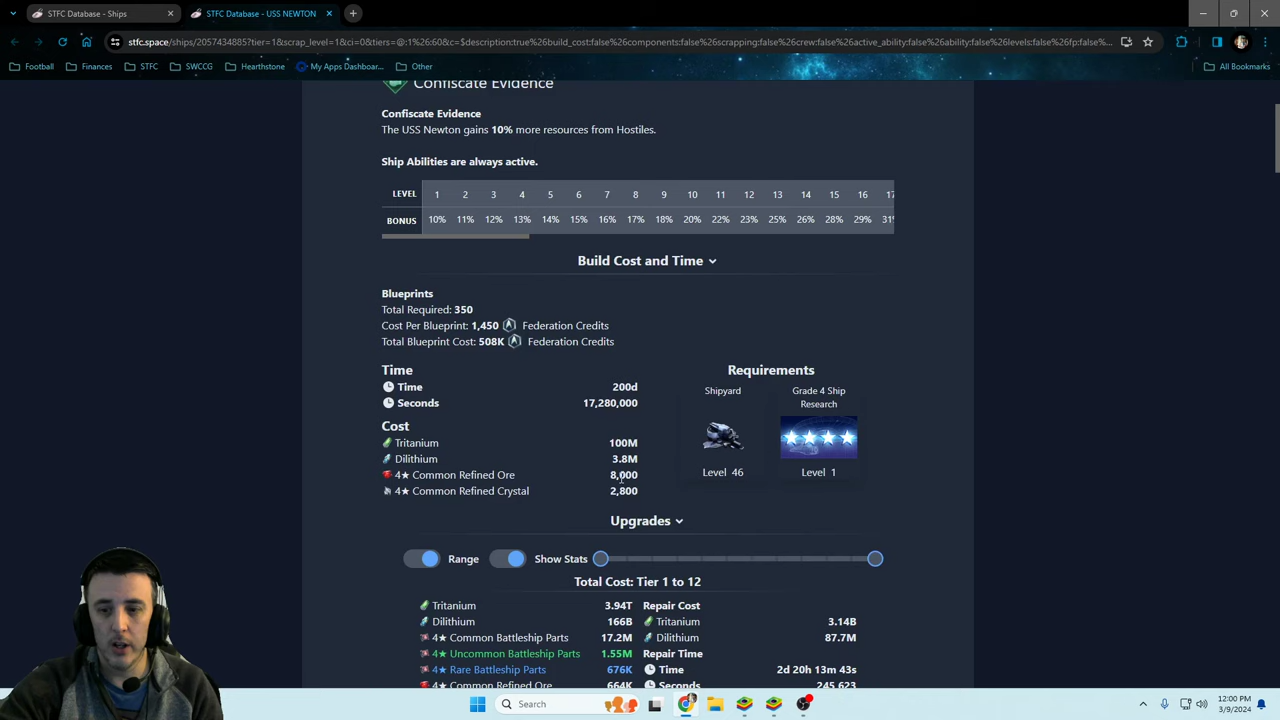 STFC Database - Ships
STFC Database - USS NEWTON
stfc.space/ships/2057434885?tier=1&scrap_level=1&ci=0&tiers=@:1%26:60&c=$description:true%26build_cost:false%26components:false%26scrapping:false%26crew:false%26active_ability:false%26ability:false%26levels:false%26fp:false%...
Football
Finances
STFC
SWCCG
Hearthstone
My Apps Dashboar...
Other
All Bookmarks
Confiscate Evidence
Confiscate Evidence
The USS Newton gains 10% more resources from Hostiles.
Ship Abilities are always active.
LEVEL 1 2 3 4 5 6 7 8 9 10 11 12 13 14 15 16 17
BONUS 10% 11% 12% 13% 14% 15% 16% 17% 18% 20% 22% 23% 25% 26% 28% 29% 31%
Build Cost and Time
Blueprints
Total Required: 350
Cost Per Blueprint: 1,450 Federation Credits
Total Blueprint Cost: 508K Federation Credits
Time
Time 200d
Seconds 17,280,000
Cost
Tritanium 100M
Dilithium 3.8M
4★ Common Refined Ore 8,000
4★ Common Refined Crystal 2,800
Requirements
Shipyard
Level 46
Grade 4 Ship
Research
Level 1
Upgrades
Range
Show Stats
Total Cost: Tier 1 to 12
Tritanium 3.94T
Dilithium 166B
4★ Common Battleship Parts 17.2M
4★ Uncommon Battleship Parts 1.55M
4★ Rare Battleship Parts 676K
4★ Common Refined Ore 664K
Repair Cost
Tritanium 3.14B
Dilithium 87.7M
Repair Time
Time 2d 20h 13m 43s
Seconds 245,623
Search
12:00 PM
3/9/2024